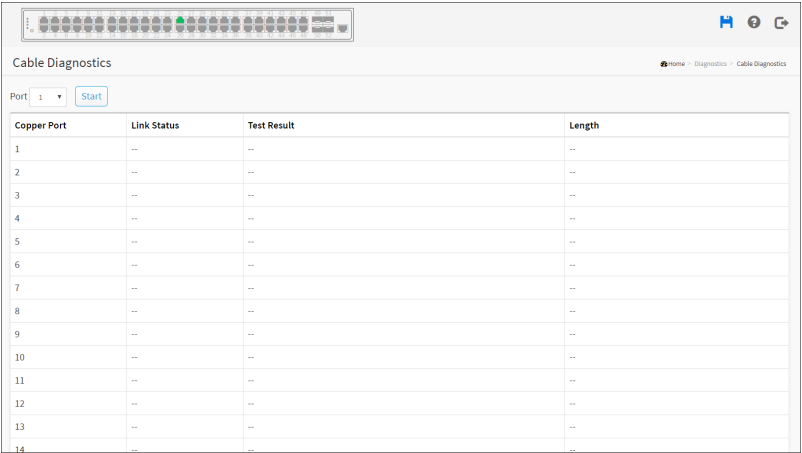 Cable Diagnostics
Home > Diagnostics > Cable Diagnostics
Port 1 Start
Copper Port Link Status Test Result Length
1 -- -- --
2 -- -- --
3 -- -- --
4 -- -- --
5 -- -- --
6 -- -- --
7 -- -- --
8 -- -- --
9 -- -- --
10 -- -- --
11 -- -- --
12 -- -- --
13 -- -- --
14 -- -- --